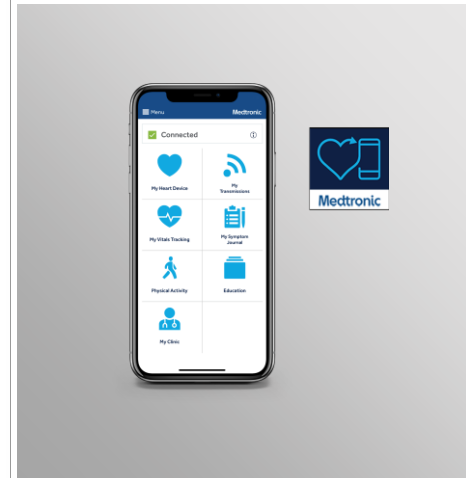 Menu
Medtronic
Connected
My Heart Device
My
Transmissions
My Vitals Tracking
My Symptom
Journal
Physical Activity
Education
My Clinic
Medtronic